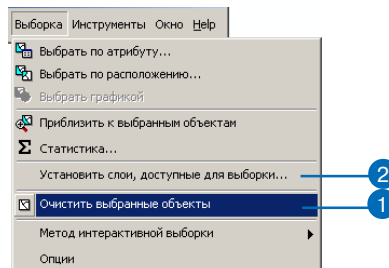 Выборка Инструменты Окно Help
Выбрать по атрибуту...
Выбрать по расположению...
Выбрать графикой
Приблизить к выбранным объектам
Σ Статистика...
Установить слои, доступные для выборки... 2
Очистить выбранные объекты 1
Метод интерактивной выборки
Опции